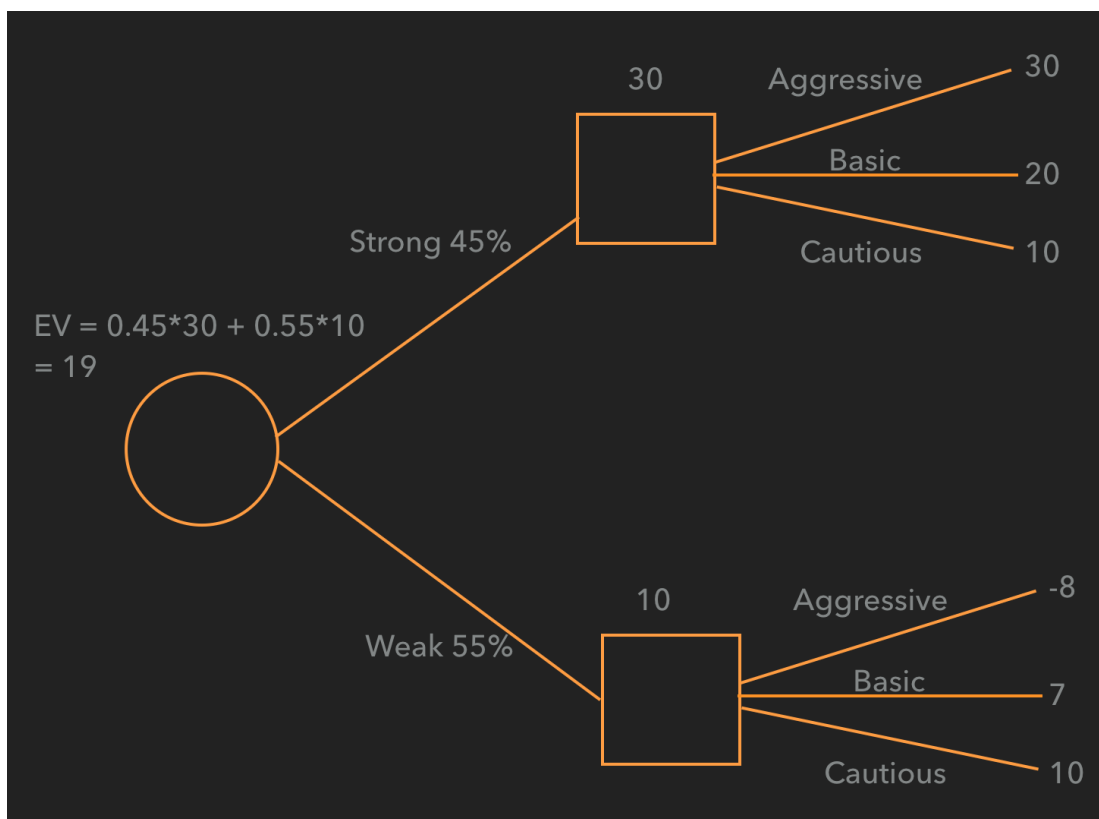 30
Aggressive
30
Basic
20
Cautious
10
Strong 45%
EV = 0.45*30 + 0.55*10
= 19
Weak 55%
10
Aggressive
-8
Basic
7
Cautious
10